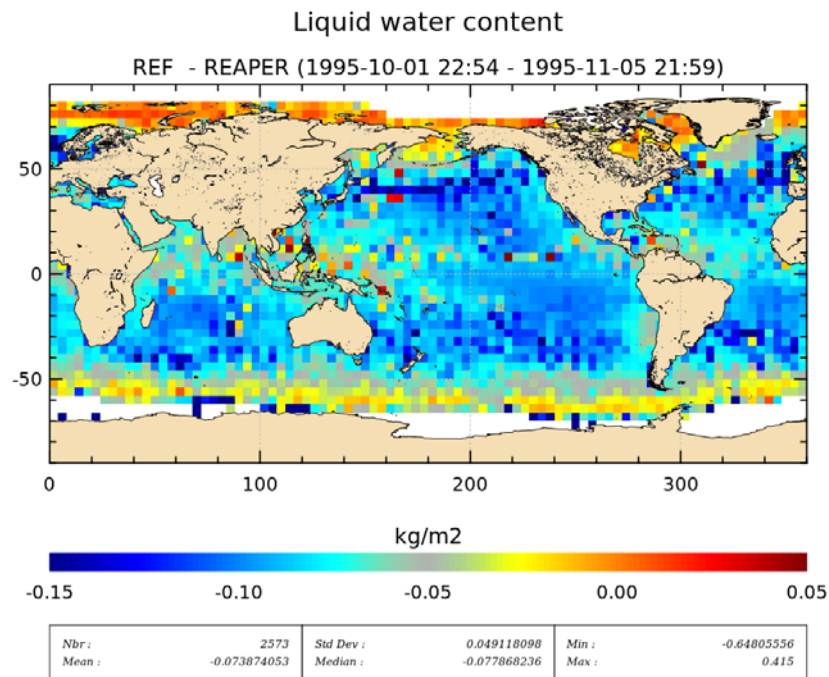 Liquid water content
REF - REAPER (1995-10-01 22:54 - 1995-11-05 21:59)
50
0
-50
0 100 200 300
kg/m2
-0.15 -0.10 -0.05 0.00 0.05
Nbr : 2573 Std Dev : 0.049118098 Min : -0.64805556
Mean : -0.073874053 Median : -0.077868236 Max : 0.415